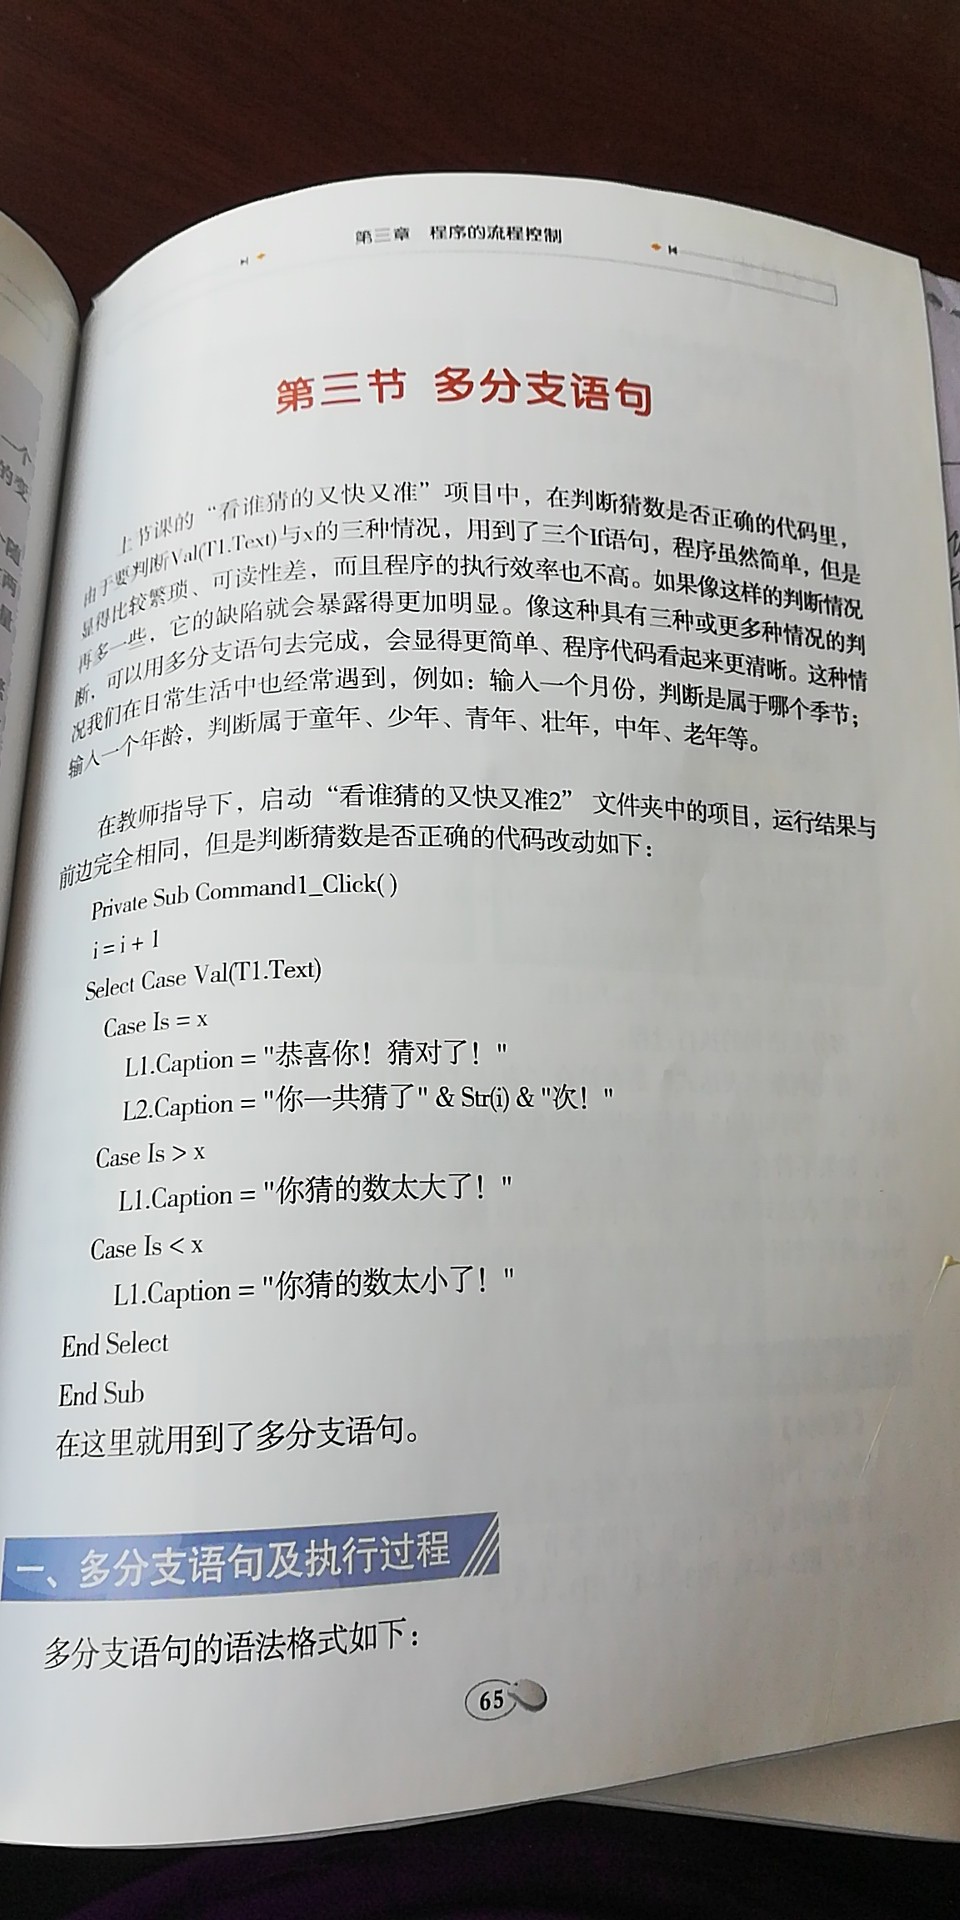 第三章 程序的流程控制
第三节 多分支语句
上节课的“看谁猜的又快又准”项目中，在判断猜数是否正确的代码里，
由于要判断Val(T1.Text)与x的三种情况，用到了三个If语句，程序虽然简单，但是
显得比较繁琐、可读性差，而且程序的执行效率也不高。如果像这样的判断情况
再多一些，它的缺陷就会暴露得更加明显。像这种具有三种或更多种情况的判
断，可以用多分支语句去完成，会显得更简单、程序代码看起来更清晰。这种情
况我们在日常生活中也经常遇到，例如：输入一个月份，判断是属于哪个季节；
输入一个年龄，判断属于童年、少年、青年、壮年，中年、老年等。
在教师指导下，启动“看谁猜的又快又准2” 文件夹中的项目，运行结果与
前边完全相同，但是判断猜数是否正确的代码改动如下：
Private Sub Command1_Click( )
i = i + 1
Select Case Val(T1.Text)
Case Is = x
L1.Caption = "恭喜你！猜对了！"
L2.Caption = "你一共猜了" & Str(i) & "次！"
Case Is > x
L1.Caption = "你猜的数太大了！"
Case Is < x
L1.Caption = "你猜的数太小了！"
End Select
End Sub
在这里就用到了多分支语句。
一、多分支语句及执行过程
多分支语句的语法格式如下：
65
一个
的变